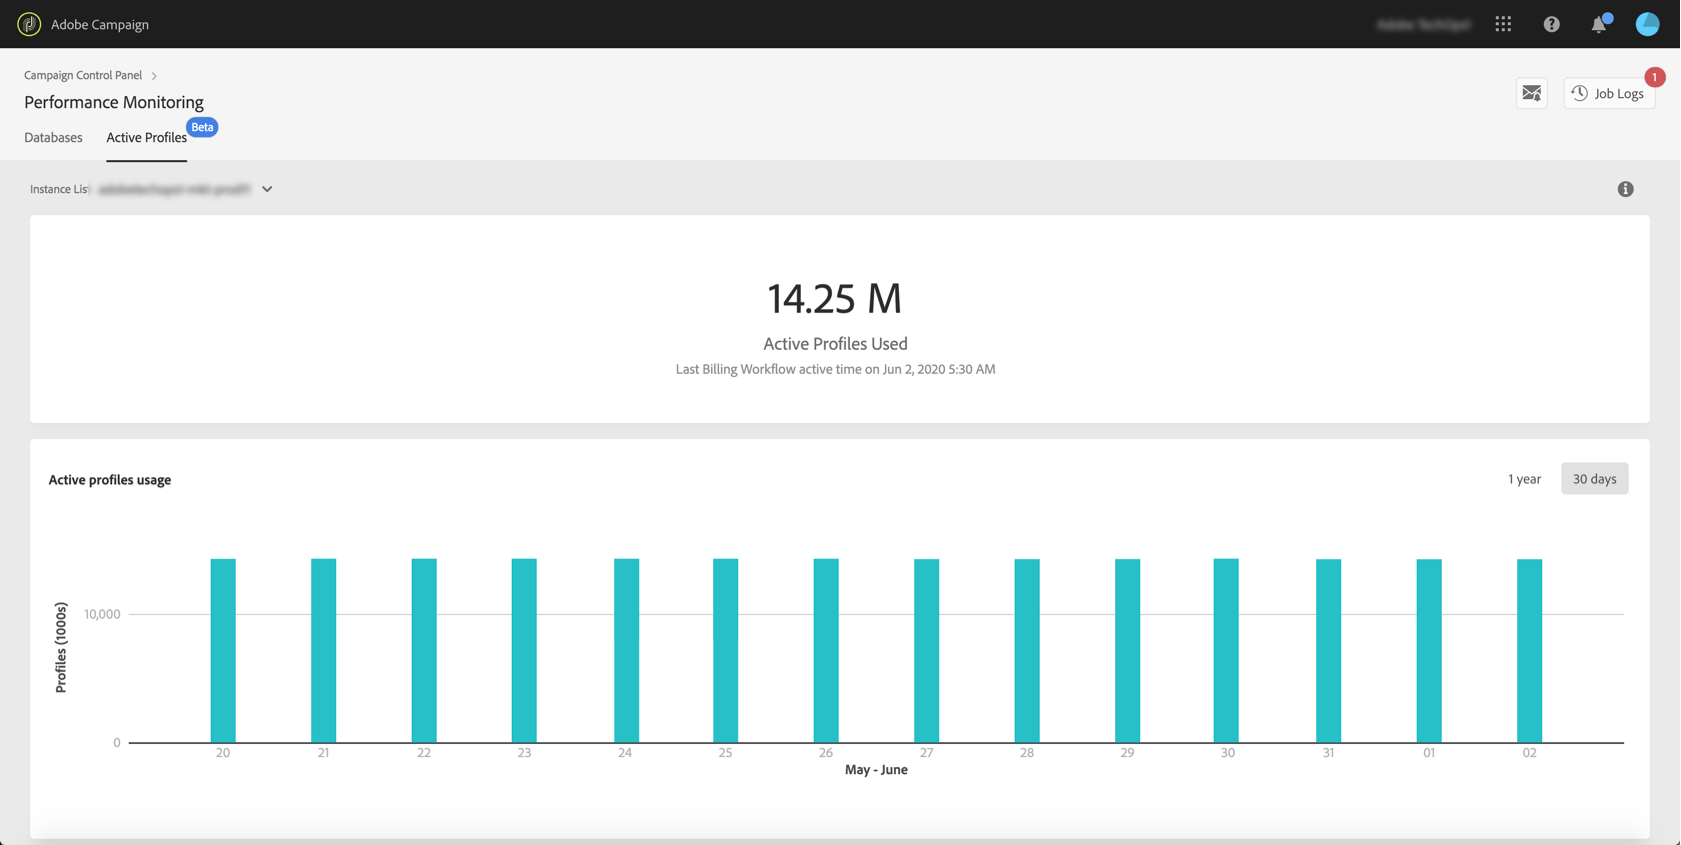 Adobe Campaign
Campaign Control Panel
Performance Monitoring
1
Job Logs
Databases
Active Profiles
Beta
Instance Lis
14.25 M
Active Profiles Used
Last Billing Workflow active time on Jun 2, 2020 5:30 AM
Active profiles usage
1 year
30 days
Profiles (1000s)
10,000
0
20 21 22 23 24 25 26 27 28 29 30 31 01 02
May - June